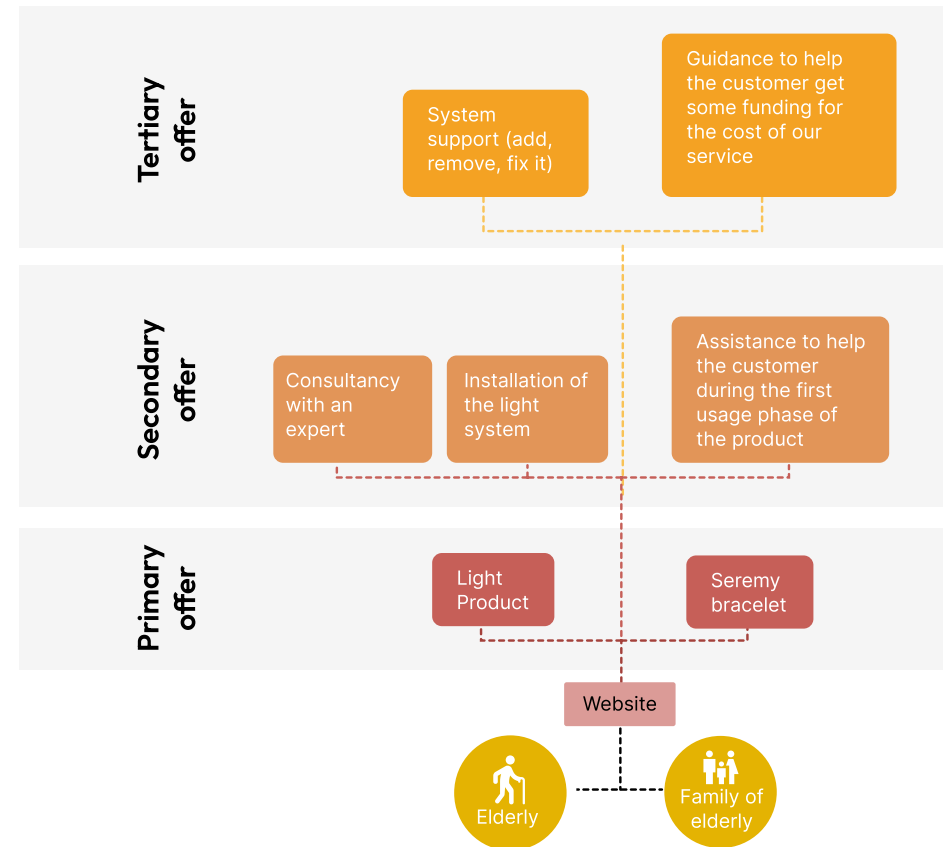 Tertiary
offer
System
support (add,
remove, fix it)
Guidance to help
the customer get
some funding for
the cost of our
service
Secondary
offer
Consultancy
with an
expert
Installation of
the light
system
Assistance to help
the customer
during the first
usage phase of
the product
Primary
offer
Light
Product
Seremy
bracelet
Website
Elderly
Family of
elderly